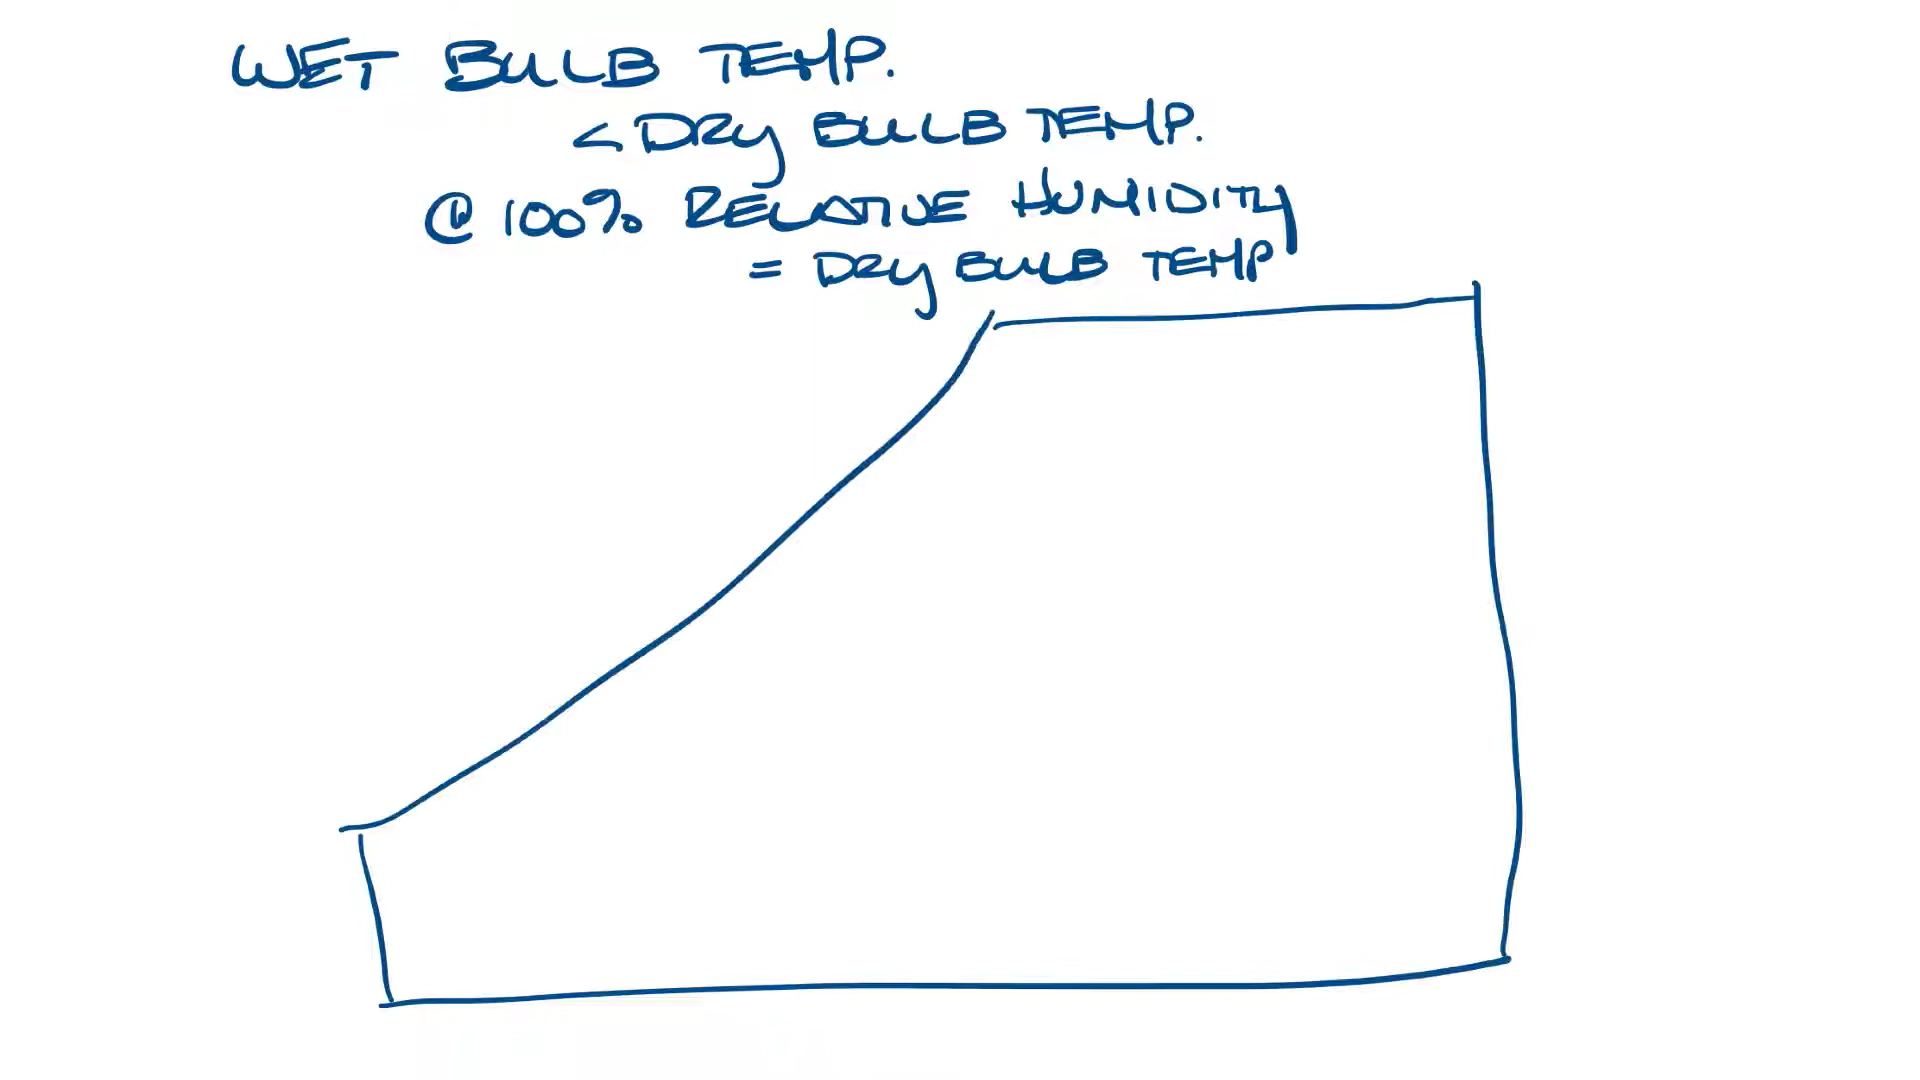 WET BULB TEMP.
< DRY BULB TEMP.
@ 100% RELATIVE HUMIDITY
= DRY BULB TEMP